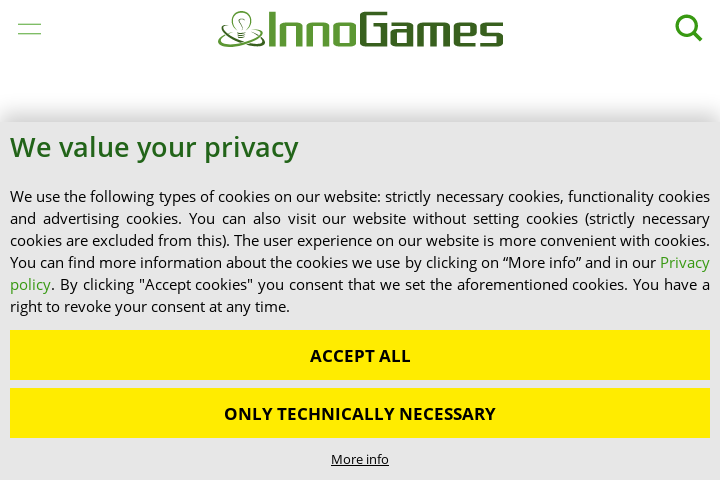 InnoGames
We value your privacy
We use the following types of cookies on our website: strictly necessary cookies, functionality cookies
and advertising cookies. You can also visit our website without setting cookies (strictly necessary
cookies are excluded from this). The user experience on our website is more convenient with cookies.
You can find more information about the cookies we use by clicking on “More info” and in our Privacy
policy. By clicking "Accept cookies" you consent that we set the aforementioned cookies. You have a
right to revoke your consent at any time.
ACCEPT ALL
ONLY TECHNICALLY NECESSARY
More info